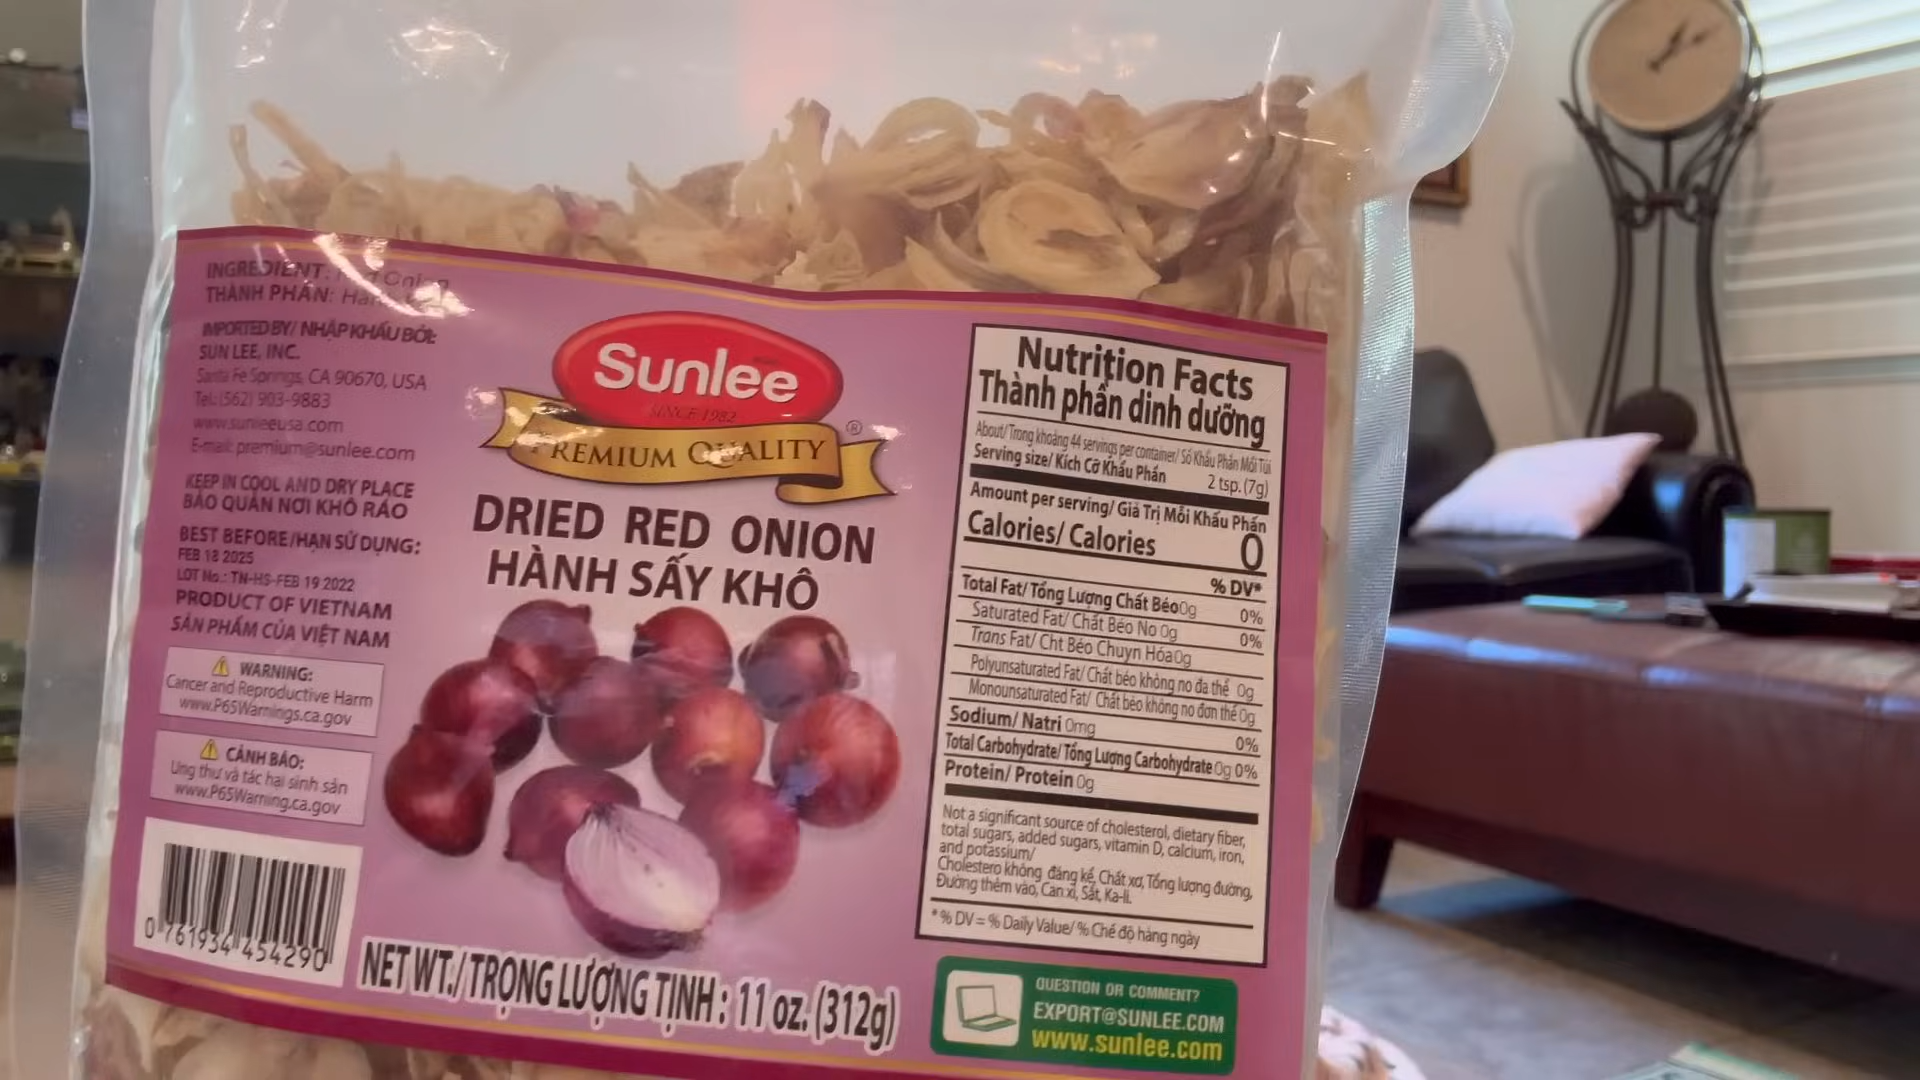 INGREDIENT: Red Onion
THÀNH PHẦN:
IMPORTED BY/ NHẬP KHẨU BỞI:
SUN LEE, INC.
Santa Fe Springs, CA 90670, USA
Tel.: (562) 903-9883
www.sunleeusa.com
E-mail: premium@sunlee.com
KEEP IN COOL AND DRY PLACE
BẢO QUẢN NƠI KHÔ RÁO
BEST BEFORE/HẠN SỬ DỤNG:
FEB 18 2025
LOT No.: TN-HS-FEB 19 2022
PRODUCT OF VIETNAM
SẢN PHẨM CỦA VIỆT NAM
WARNING:
Cancer and Reproductive Harm
www.P65Warnings.ca.gov
CẢNH BÁO:
Ung thư và tác hại sinh sản
www.P65Warning.ca.gov
0 761934 454290
Sunlee
SINCE 1982
PREMIUM QUALITY
®
DRIED RED ONION
HÀNH SẤY KHÔ
NET WT./TRỌNG LƯỢNG TỊNH: 11 oz. (312g)
Nutrition Facts
Thành phần dinh dưỡng
About/Trong khoảng 44 servings per container/ Số Khẩu Phần Mỗi Túi
Serving size/ Kích Cỡ Khẩu Phần 2 tsp. (7g)
Amount per serving/ Giá Trị Mỗi Khẩu Phần
Calories/ Calories 0
% DV*
Total Fat/ Tổng Lượng Chất Béo 0g 0%
Saturated Fat/ Chất Béo No 0g 0%
Trans Fat/ Cht Béo Chuyn Hóa 0g
Polyunsaturated Fat/ Chất béo không no đa thể 0g
Monounsaturated Fat/ Chất béo không no đơn thể 0g
Sodium/ Natri 0mg 0%
Total Carbohydrate/ Tổng Lượng Carbohydrate 0g 0%
Protein/ Protein 0g
Not a significant source of cholesterol, dietary fiber,
total sugars, added sugars, vitamin D, calcium, iron,
and potassium/
Cholestero không đáng kể, Chất xơ, Tổng lượng đường,
Đường thêm vào, Can xi, Sắt, Ka-li.
*% DV = % Daily Value/ % Chế độ hàng ngày
QUESTION OR COMMENT?
EXPORT@SUNLEE.COM
www.sunlee.com